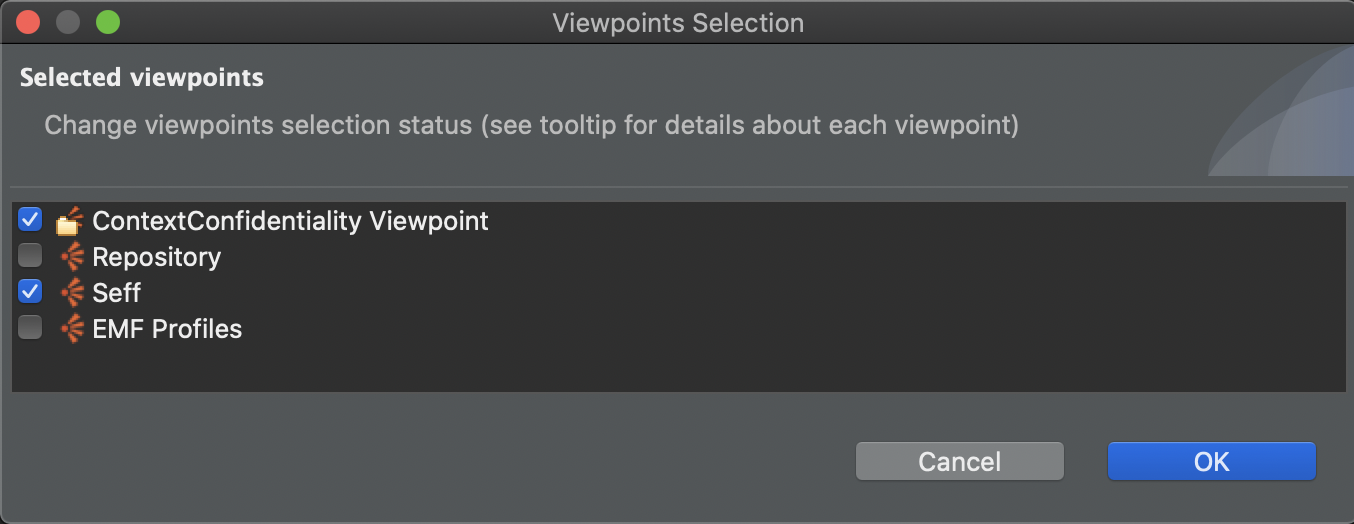 Viewpoints Selection
Selected viewpoints
Change viewpoints selection status (see tooltip for details about each viewpoint)
ContextConfidentiality Viewpoint
Repository
Seff
EMF Profiles
Cancel OK